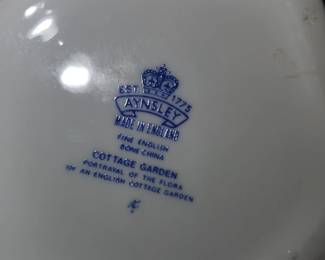 EST 1775
AYNSLEY
MADE IN ENGLAND
FINE ENGLISH
BONE CHINA
COTTAGE GARDEN
PORTRAYAL OF THE FLORA
OF AN ENGLISH COTTAGE GARDEN